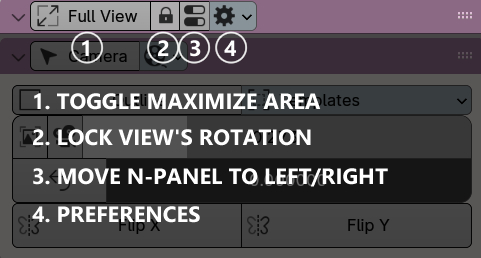 Full View
1 2 3 4
Camera
1. TOGGLE MAXIMIZE AREA
2. LOCK VIEW'S ROTATION
3. MOVE N-PANEL TO LEFT/RIGHT
4. PREFERENCES
Flip X Flip Y